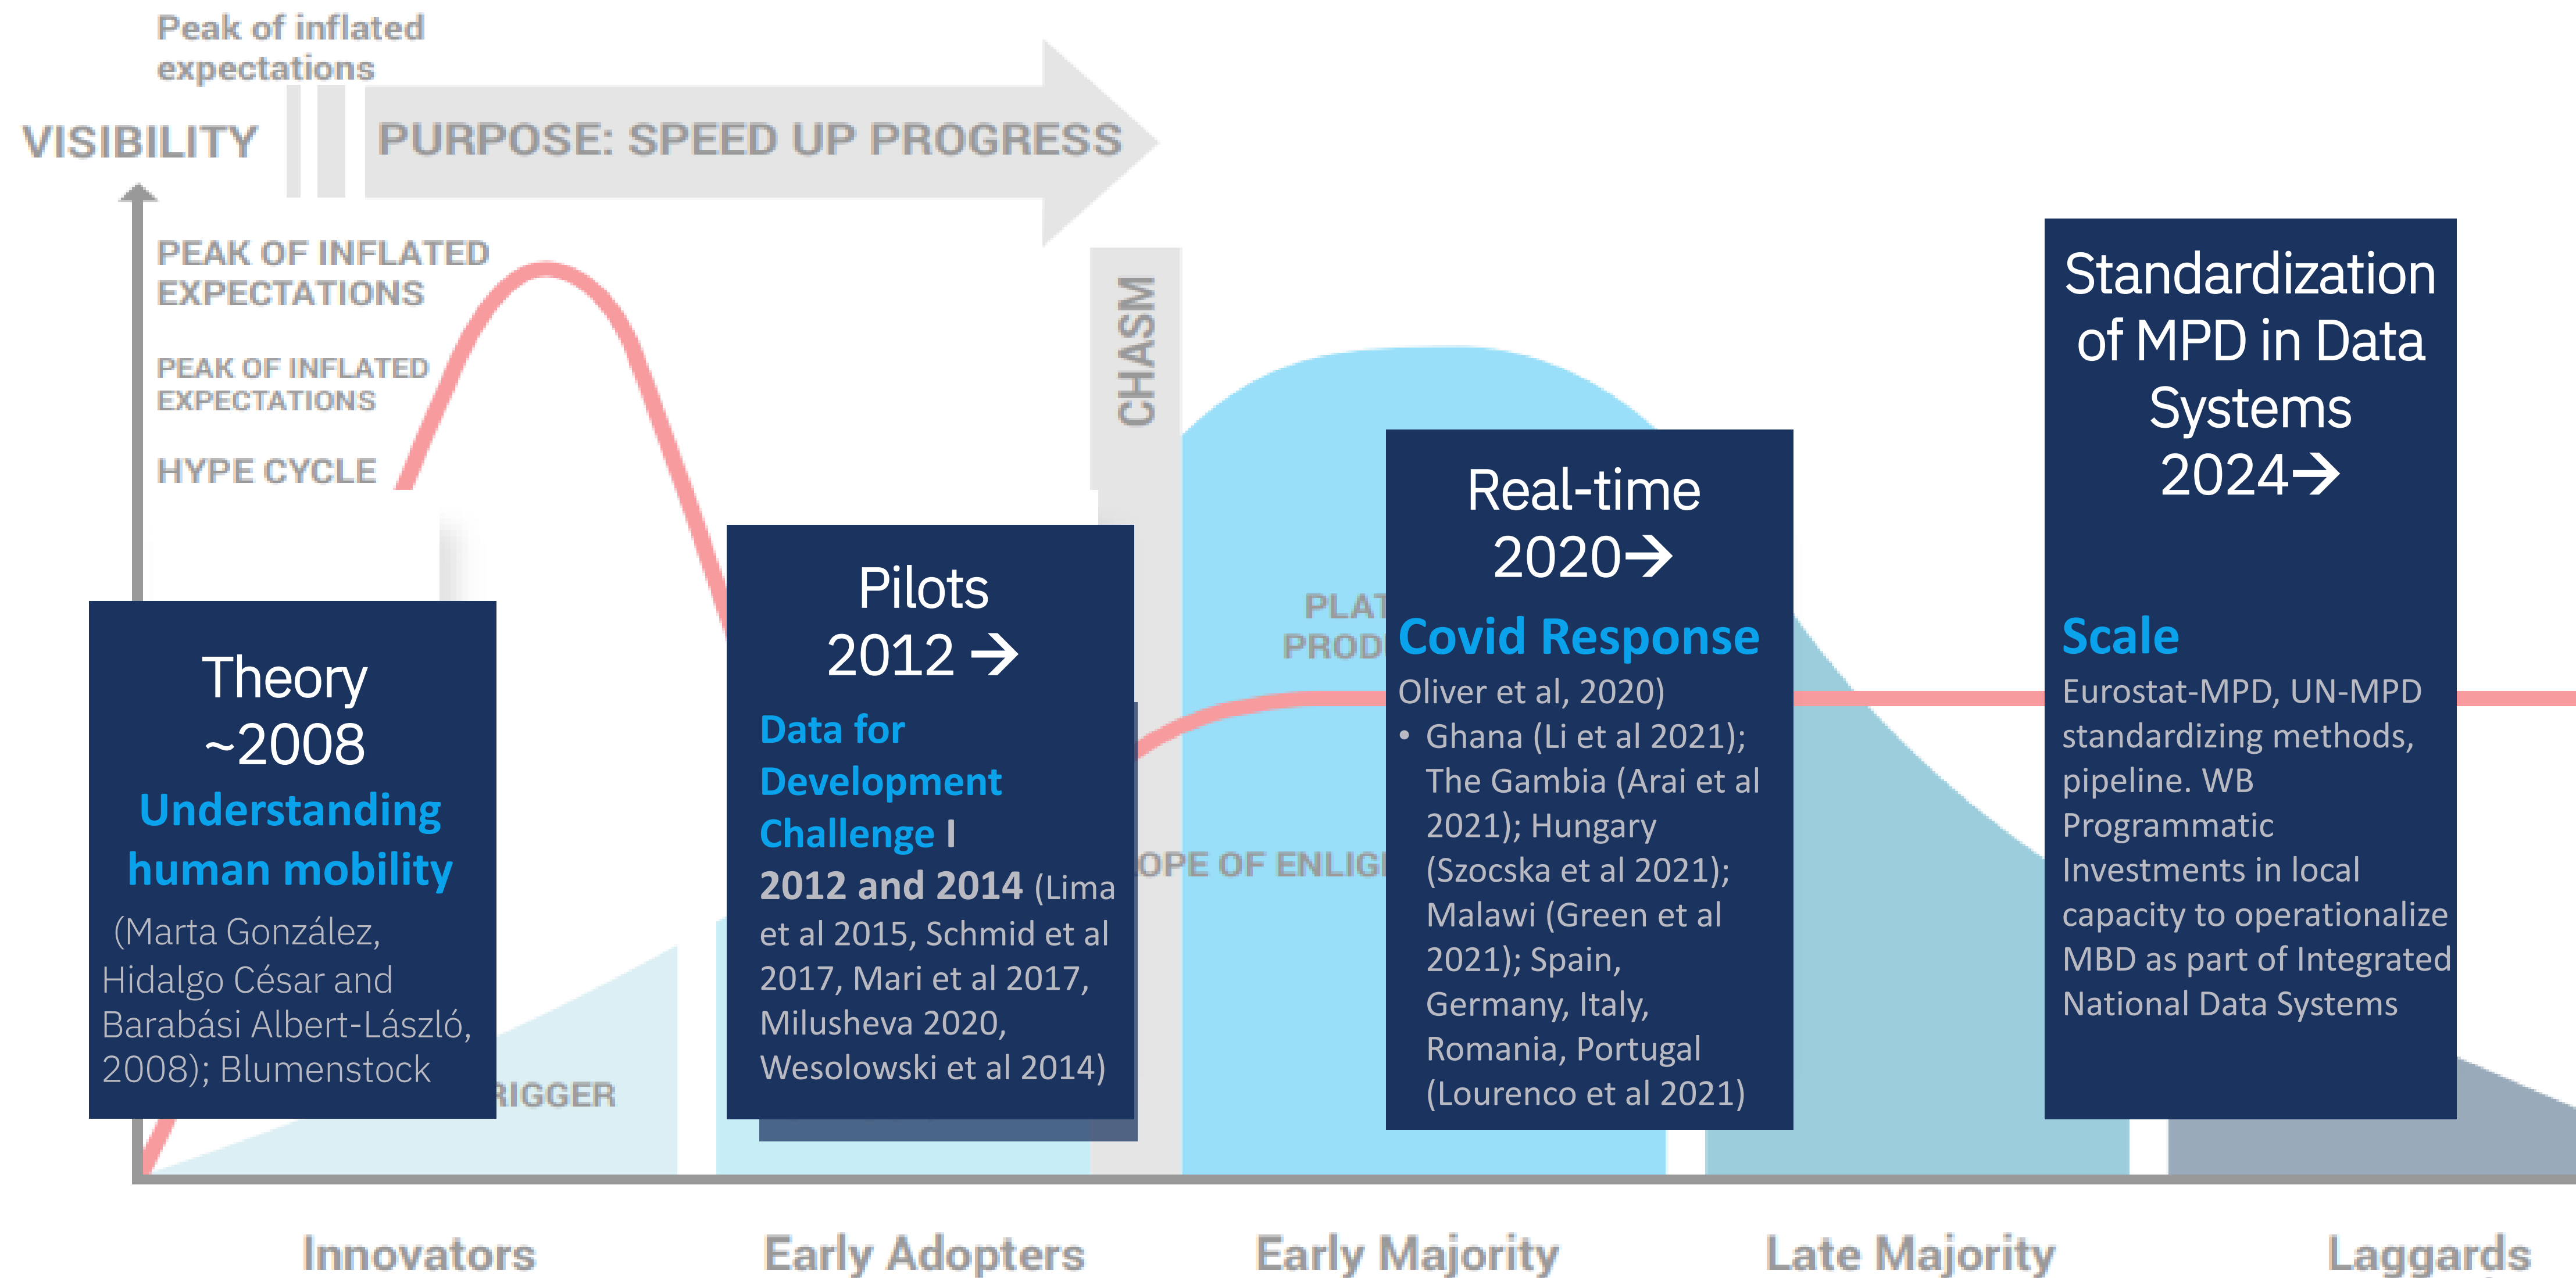 Peak of inflated
expectations
VISIBILITY
PURPOSE: SPEED UP PROGRESS
PEAK OF INFLATED
EXPECTATIONS
PEAK OF INFLATED
EXPECTATIONS
HYPE CYCLE
CHASM
Theory
~2008
Understanding
human mobility
(Marta González,
Hidalgo César and
Barabási Albert-László,
2008); Blumenstock
RIGGER
Pilots
2012 →
Data for
Development
Challenge I
2012 and 2014 (Lima
et al 2015, Schmid et al
2017, Mari et al 2017,
Milusheva 2020,
Wesolowski et al 2014)
PLAT
PROD
OPE OF ENLIG
Real-time
2020→
Covid Response
Oliver et al, 2020)
• Ghana (Li et al 2021);
The Gambia (Arai et al
2021); Hungary
(Szocska et al 2021);
Malawi (Green et al
2021); Spain,
Germany, Italy,
Romania, Portugal
(Lourenco et al 2021)
Standardization
of MPD in Data
Systems
2024→
Scale
Eurostat-MPD, UN-MPD
standardizing methods,
pipeline. WB
Programmatic
Investments in local
capacity to operationalize
MBD as part of Integrated
National Data Systems
Innovators
Early Adopters
Early Majority
Late Majority
Laggards